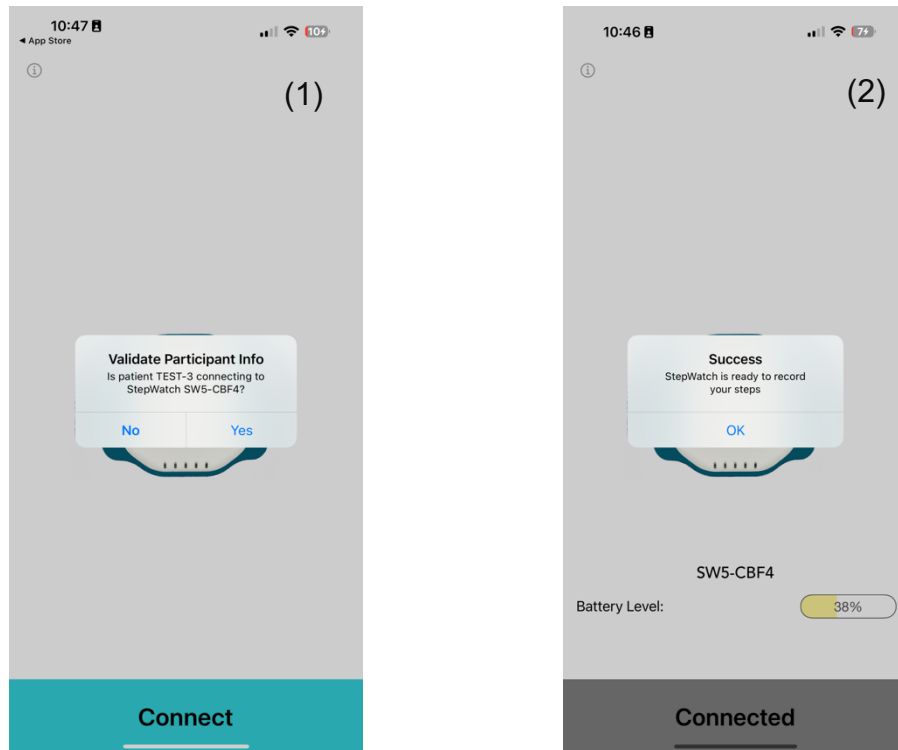 10:47
◀ App Store
10
(1)
Validate Participant Info
Is patient TEST-3 connecting to
StepWatch SW5-CBF4?
No
Yes
Connect
10:46
7
(2)
Success
StepWatch is ready to record
your steps
OK
SW5-CBF4
Battery Level:
38%
Connected